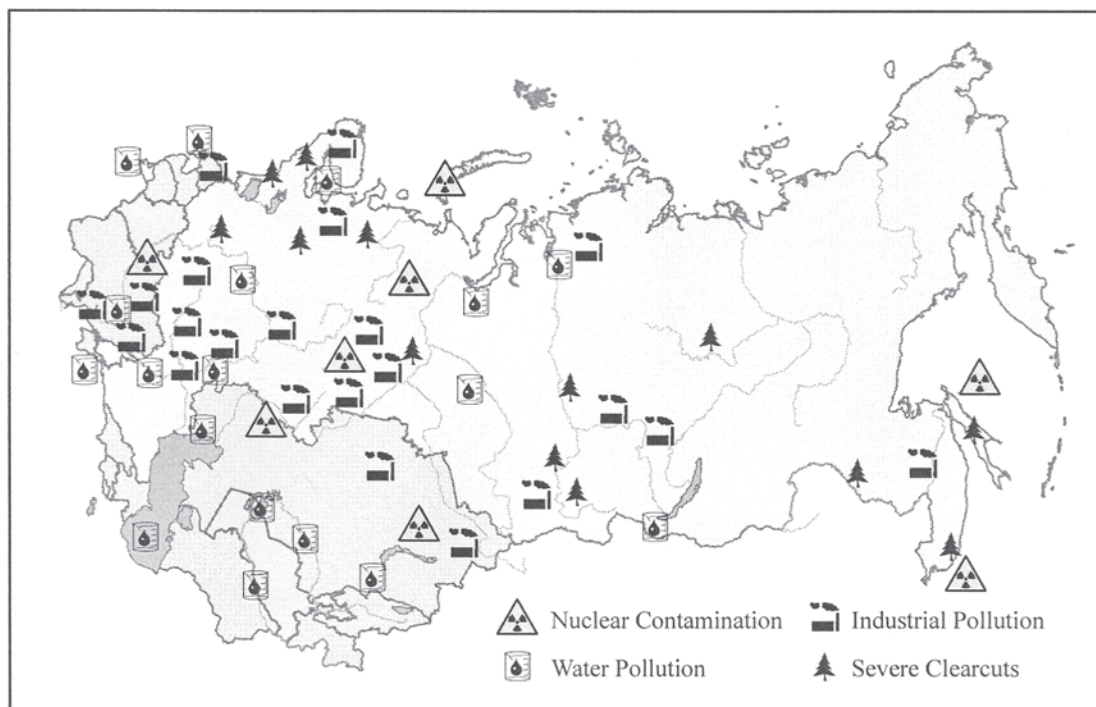 Nuclear Contamination
Industrial Pollution
Water Pollution
Severe Clearcuts